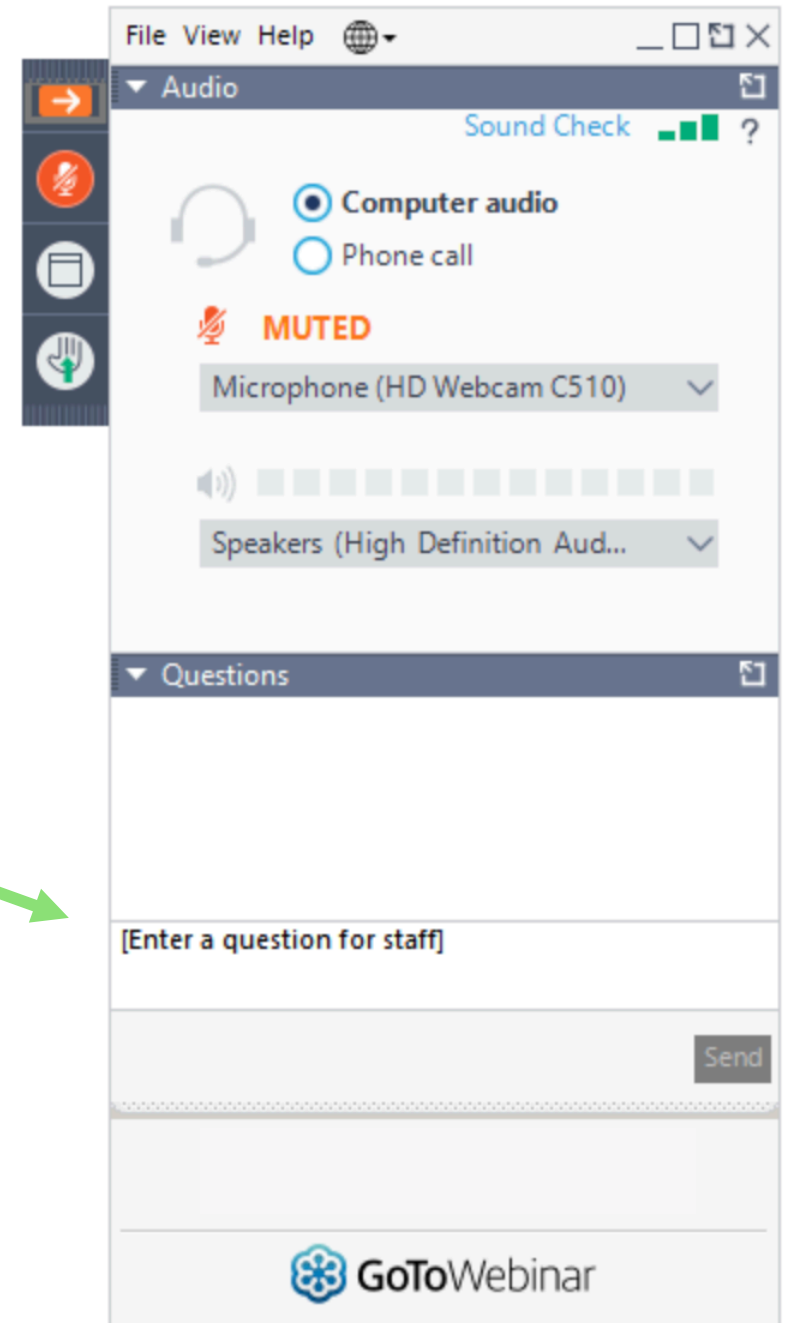 File View Help
Audio
Sound Check ?
Computer audio
Phone call
MUTED
Microphone (HD Webcam C510)
Speakers (High Definition Aud...
Questions
[Enter a question for staff]
Send
GoToWebinar